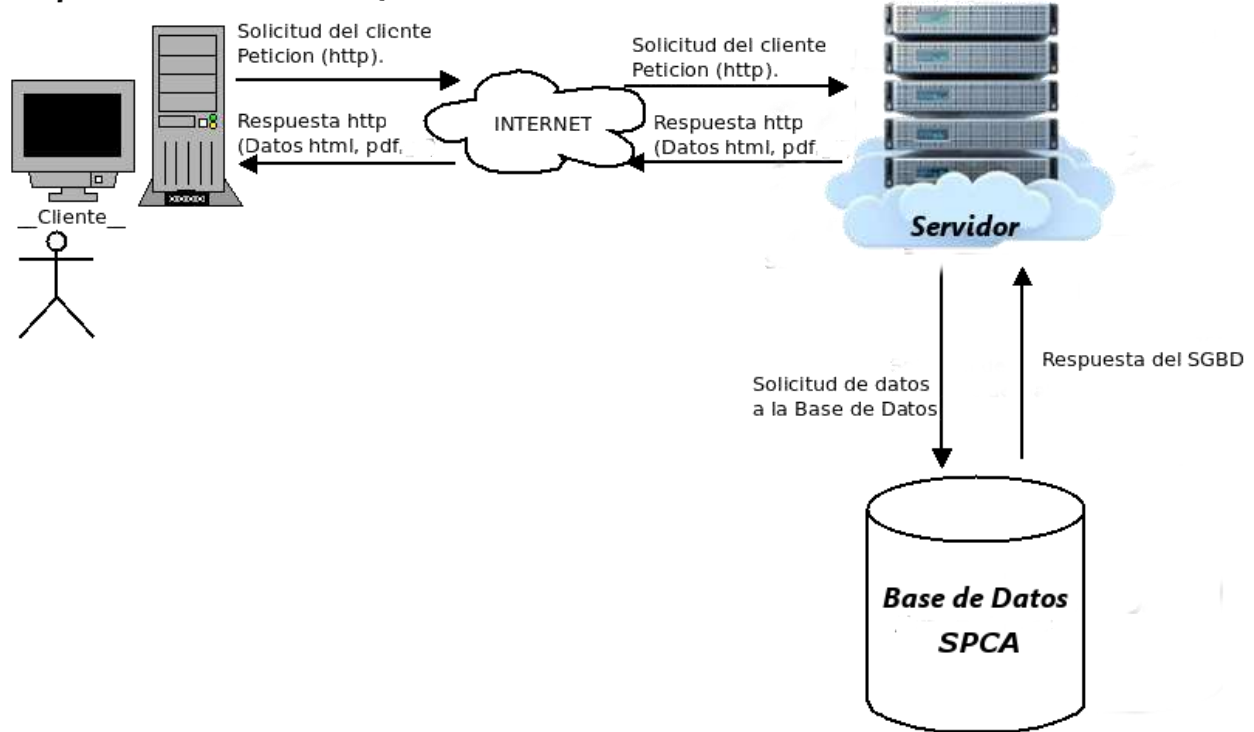 Solicitud del cliente
Peticion (http).
Solicitud del cliente
Peticion (http).
INTERNET
Respuesta http
(Datos html, pdf,
Respuesta http
(Datos html, pdf
__Cliente__
Servidor
Respuesta del SGBD
Solicitud de datos
a la Base de Datos
Base de Datos
SPCA